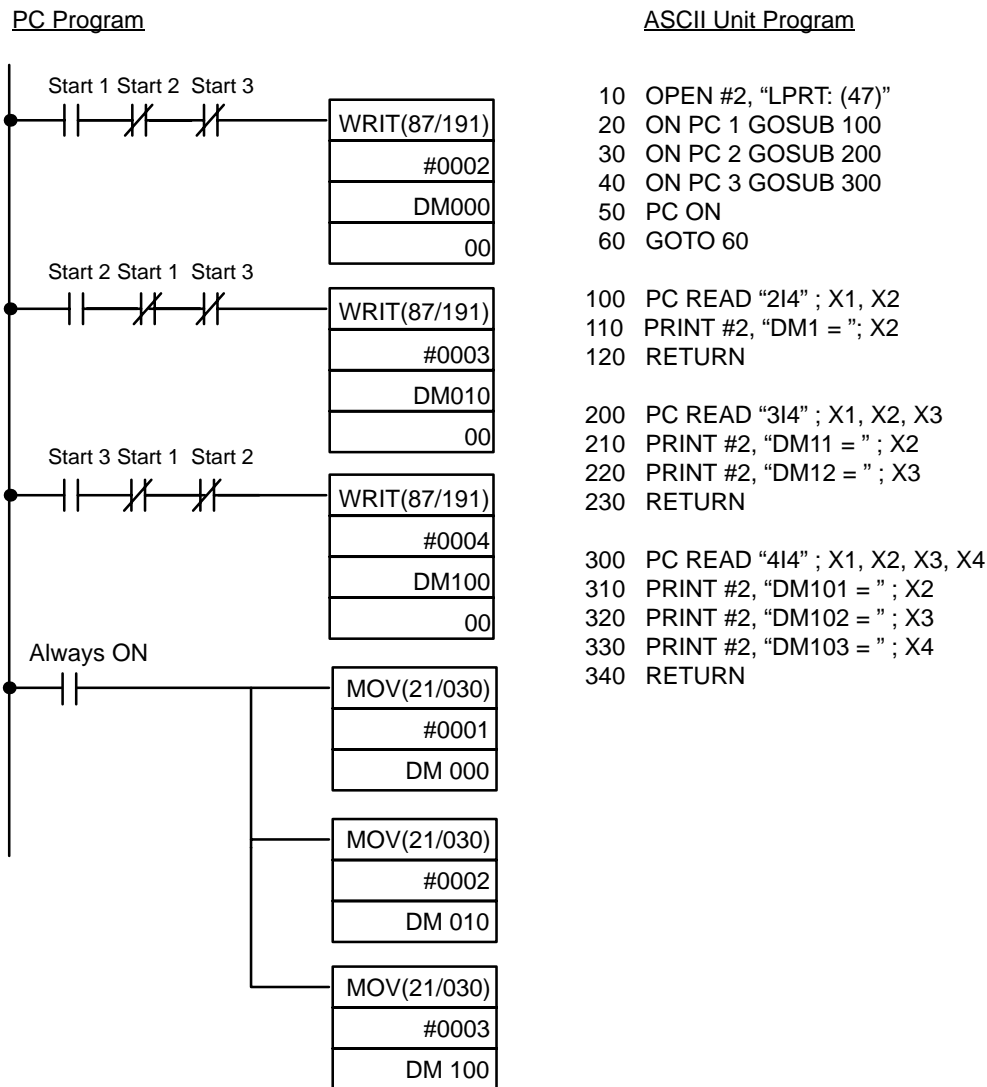 PC Program
Start 1 Start 2 Start 3
WRIT(87/191)
#0002
DM000
00
Start 2 Start 1 Start 3
WRIT(87/191)
#0003
DM010
00
Start 3 Start 1 Start 2
WRIT(87/191)
#0004
DM100
00
Always ON
MOV(21/030)
#0001
DM 000
MOV(21/030)
#0002
DM 010
MOV(21/030)
#0003
DM 100
ASCII Unit Program
10 OPEN #2, “LPRT: (47)”
20 ON PC 1 GOSUB 100
30 ON PC 2 GOSUB 200
40 ON PC 3 GOSUB 300
50 PC ON
60 GOTO 60
100 PC READ “2I4” ; X1, X2
110 PRINT #2, “DM1 = ”; X2
120 RETURN
200 PC READ “3I4” ; X1, X2, X3
210 PRINT #2, “DM11 = ” ; X2
220 PRINT #2, “DM12 = ” ; X3
230 RETURN
300 PC READ “4I4” ; X1, X2, X3, X4
310 PRINT #2, “DM101 = ” ; X2
320 PRINT #2, “DM102 = ” ; X3
330 PRINT #2, “DM103 = ” ; X4
340 RETURN